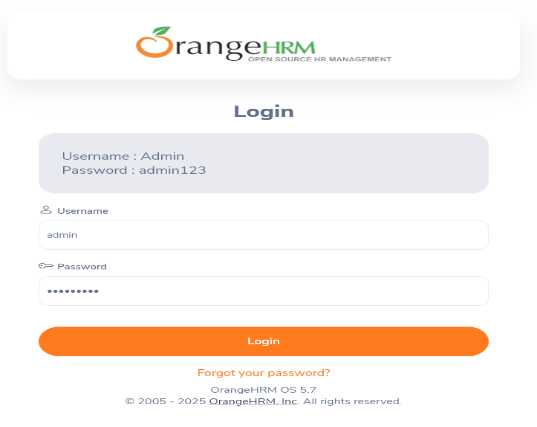 OrangeHRM
OPEN SOURCE HR MANAGEMENT
Login
Username : Admin
Password : admin123
Username
admin
Password
•••••••••
Login
Forgot your password?
OrangeHRM OS 5.7
© 2005 - 2025 OrangeHRM, Inc. All rights reserved.